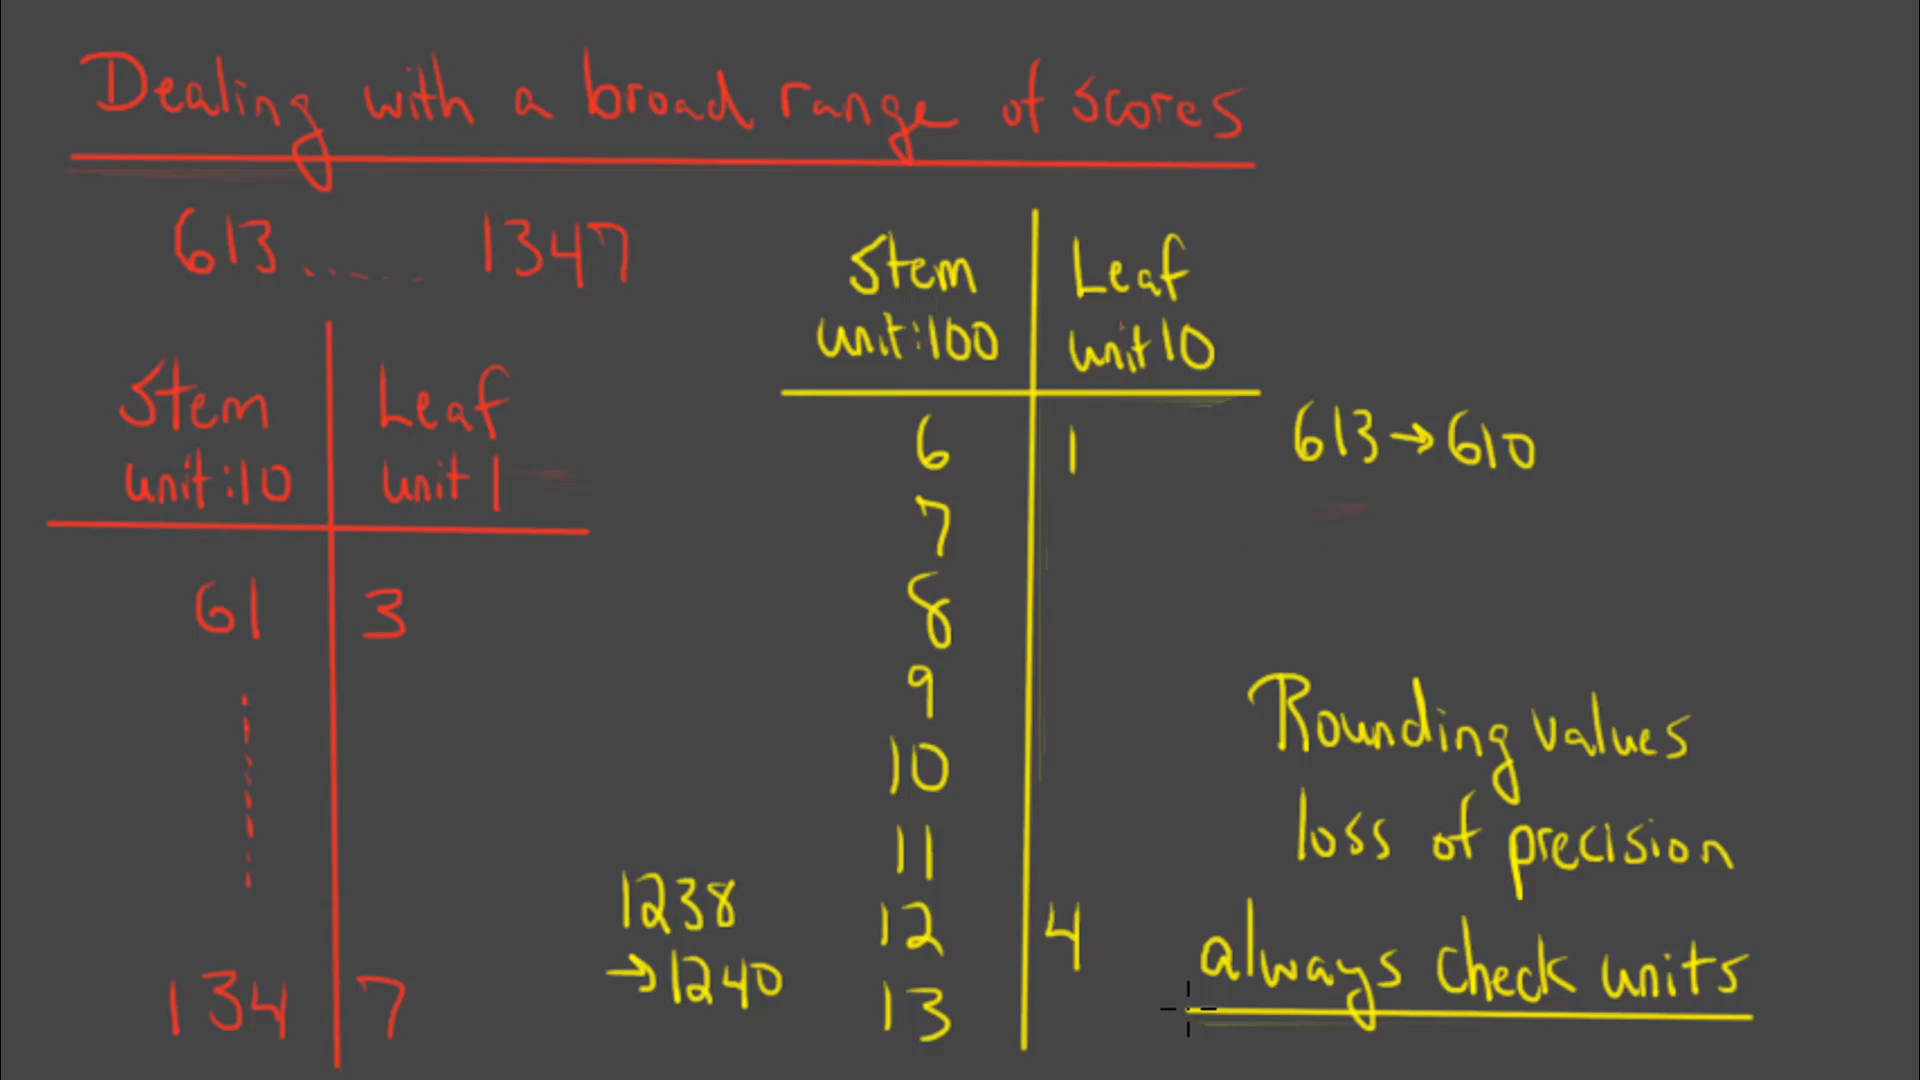 Dealing with a broad range of scores
613...... 1347
Stem Leaf
unit:10 unit 1
61 3
134 7
Stem Leaf
unit:100 unit 10
6 1 613→610
7
8
9
10
11
12 4
13
1238
→1240
Rounding values
loss of precision
always check units